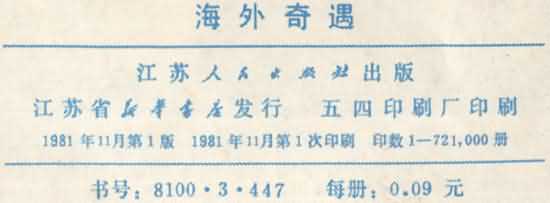 海外奇遇
江苏人民出版社出版
江苏省新华书店发行 五四印刷厂印刷
1981年11月第1版 1981年11月第1次印刷 印数1—721,000册
书号：8100·3·447 每册：0.09元